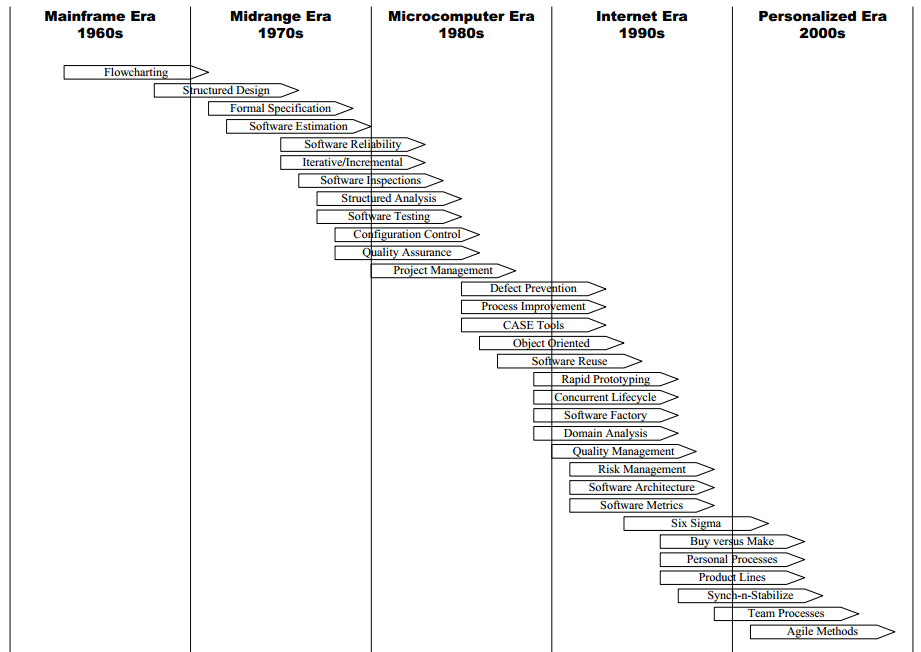 Mainframe Era Midrange Era Microcomputer Era Internet Era Personalized Era
1960s 1970s 1980s 1990s 2000s
Flowcharting
Structured Design
Formal Specification
Software Estimation
Software Reliability
Iterative/Incremental
Software Inspections
Structured Analysis
Software Testing
Configuration Control
Quality Assurance
Project Management
Defect Prevention
Process Improvement
CASE Tools
Object Oriented
Software Reuse
Rapid Prototyping
Concurrent Lifecycle
Software Factory
Domain Analysis
Quality Management
Risk Management
Software Architecture
Software Metrics
Six Sigma
Buy versus Make
Personal Processes
Product Lines
Synch-n-Stabilize
Team Processes
Agile Methods